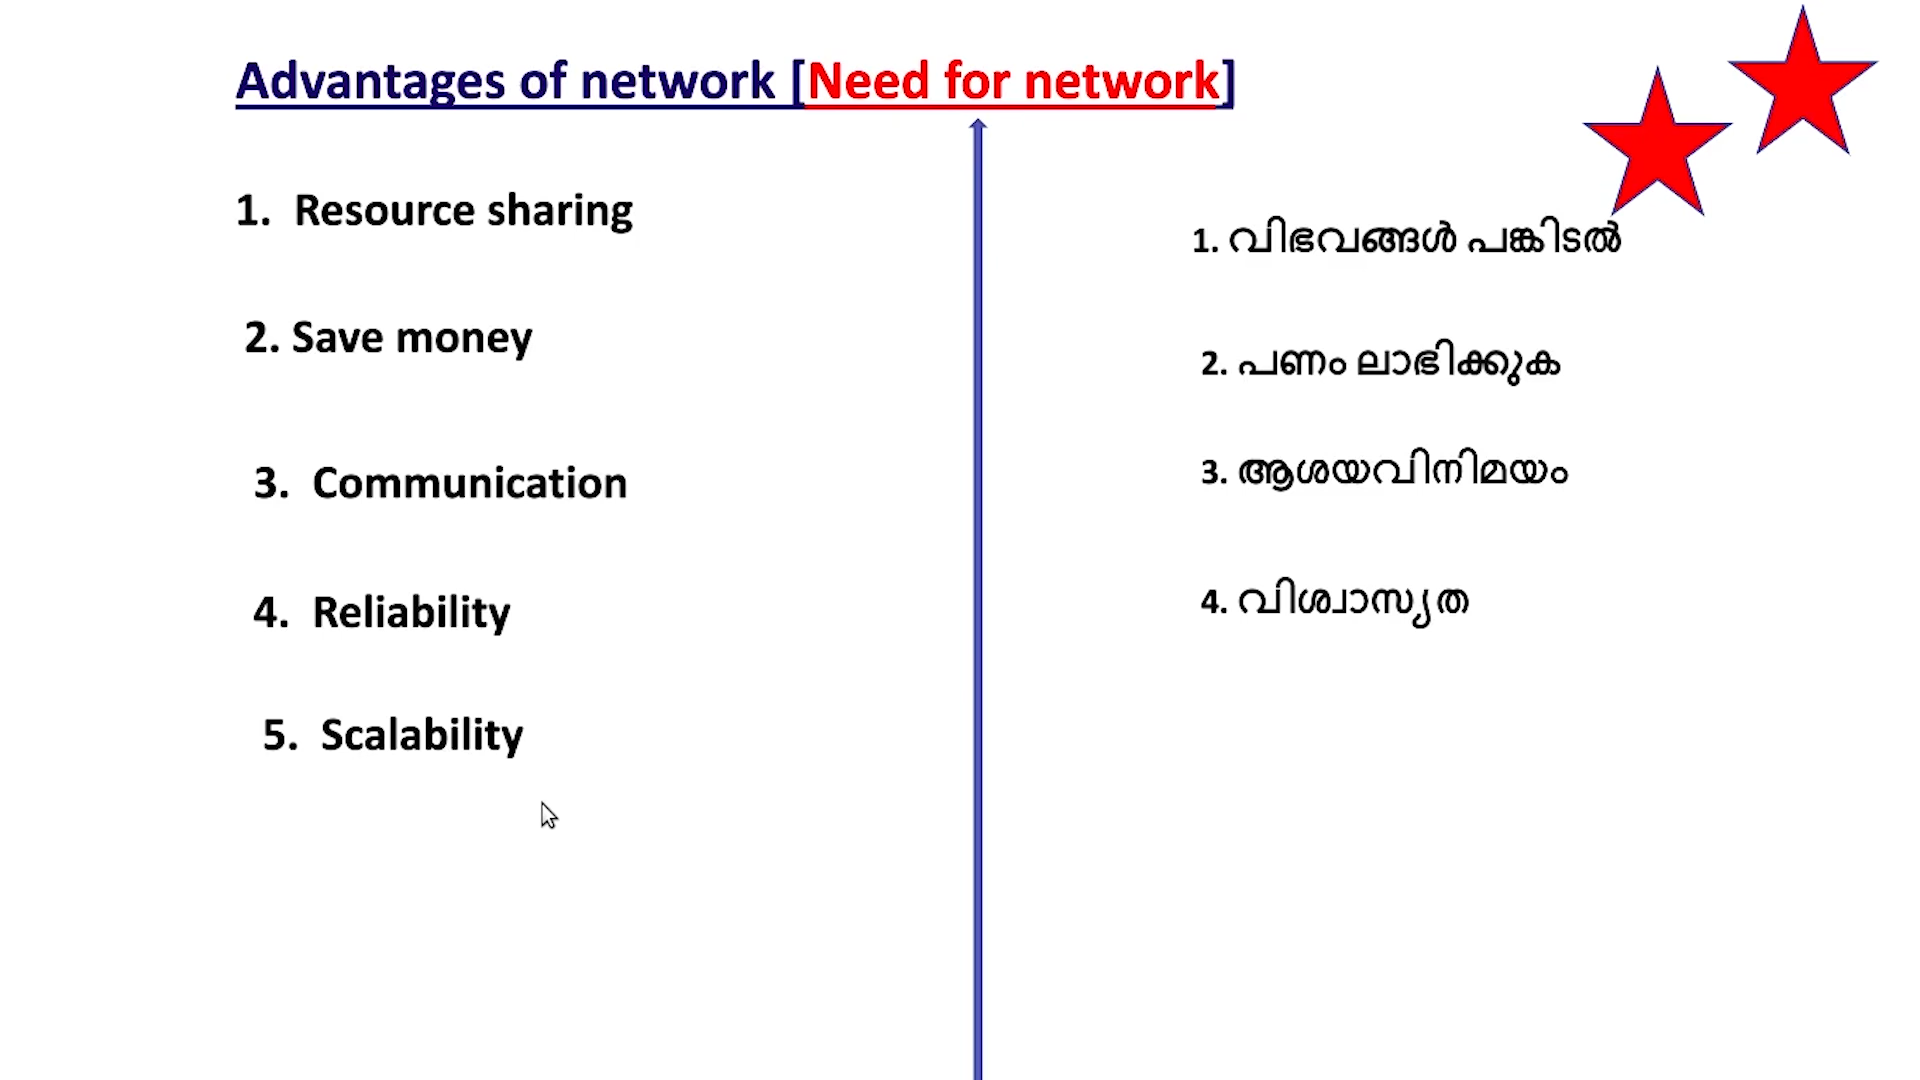 Advantages of network [Need for network]
1. Resource sharing
2. Save money
3. Communication
4. Reliability
5. Scalability
1. വിഭവങ്ങൾ പങ്കിടൽ
2. പണം ലാഭിക്കുക
3. ആശയവിനിമയം
4. വിശ്വാസ്യത